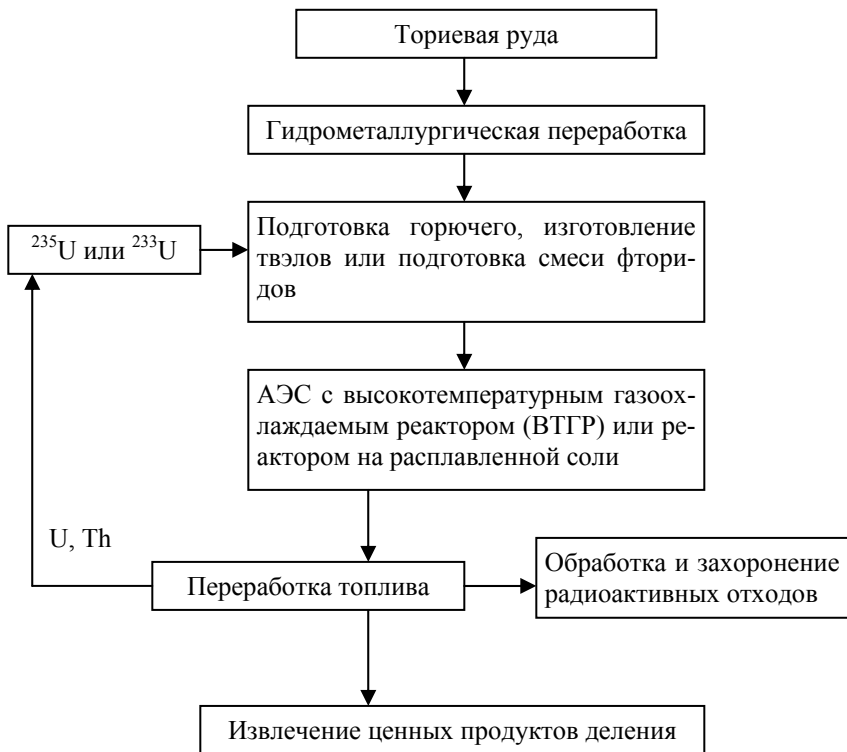 Ториевая руда
Гидрометаллургическая переработка
Подготовка горючего, изготовление
твэлов или подготовка смеси фтори-
дов
²³⁵U или ²³³U
АЭС с высокотемпературным газоох-
лаждаемым реактором (ВТГР) или ре-
актором на расплавленной соли
U, Th
Переработка топлива
Обработка и захоронение
радиоактивных отходов
Извлечение ценных продуктов деления